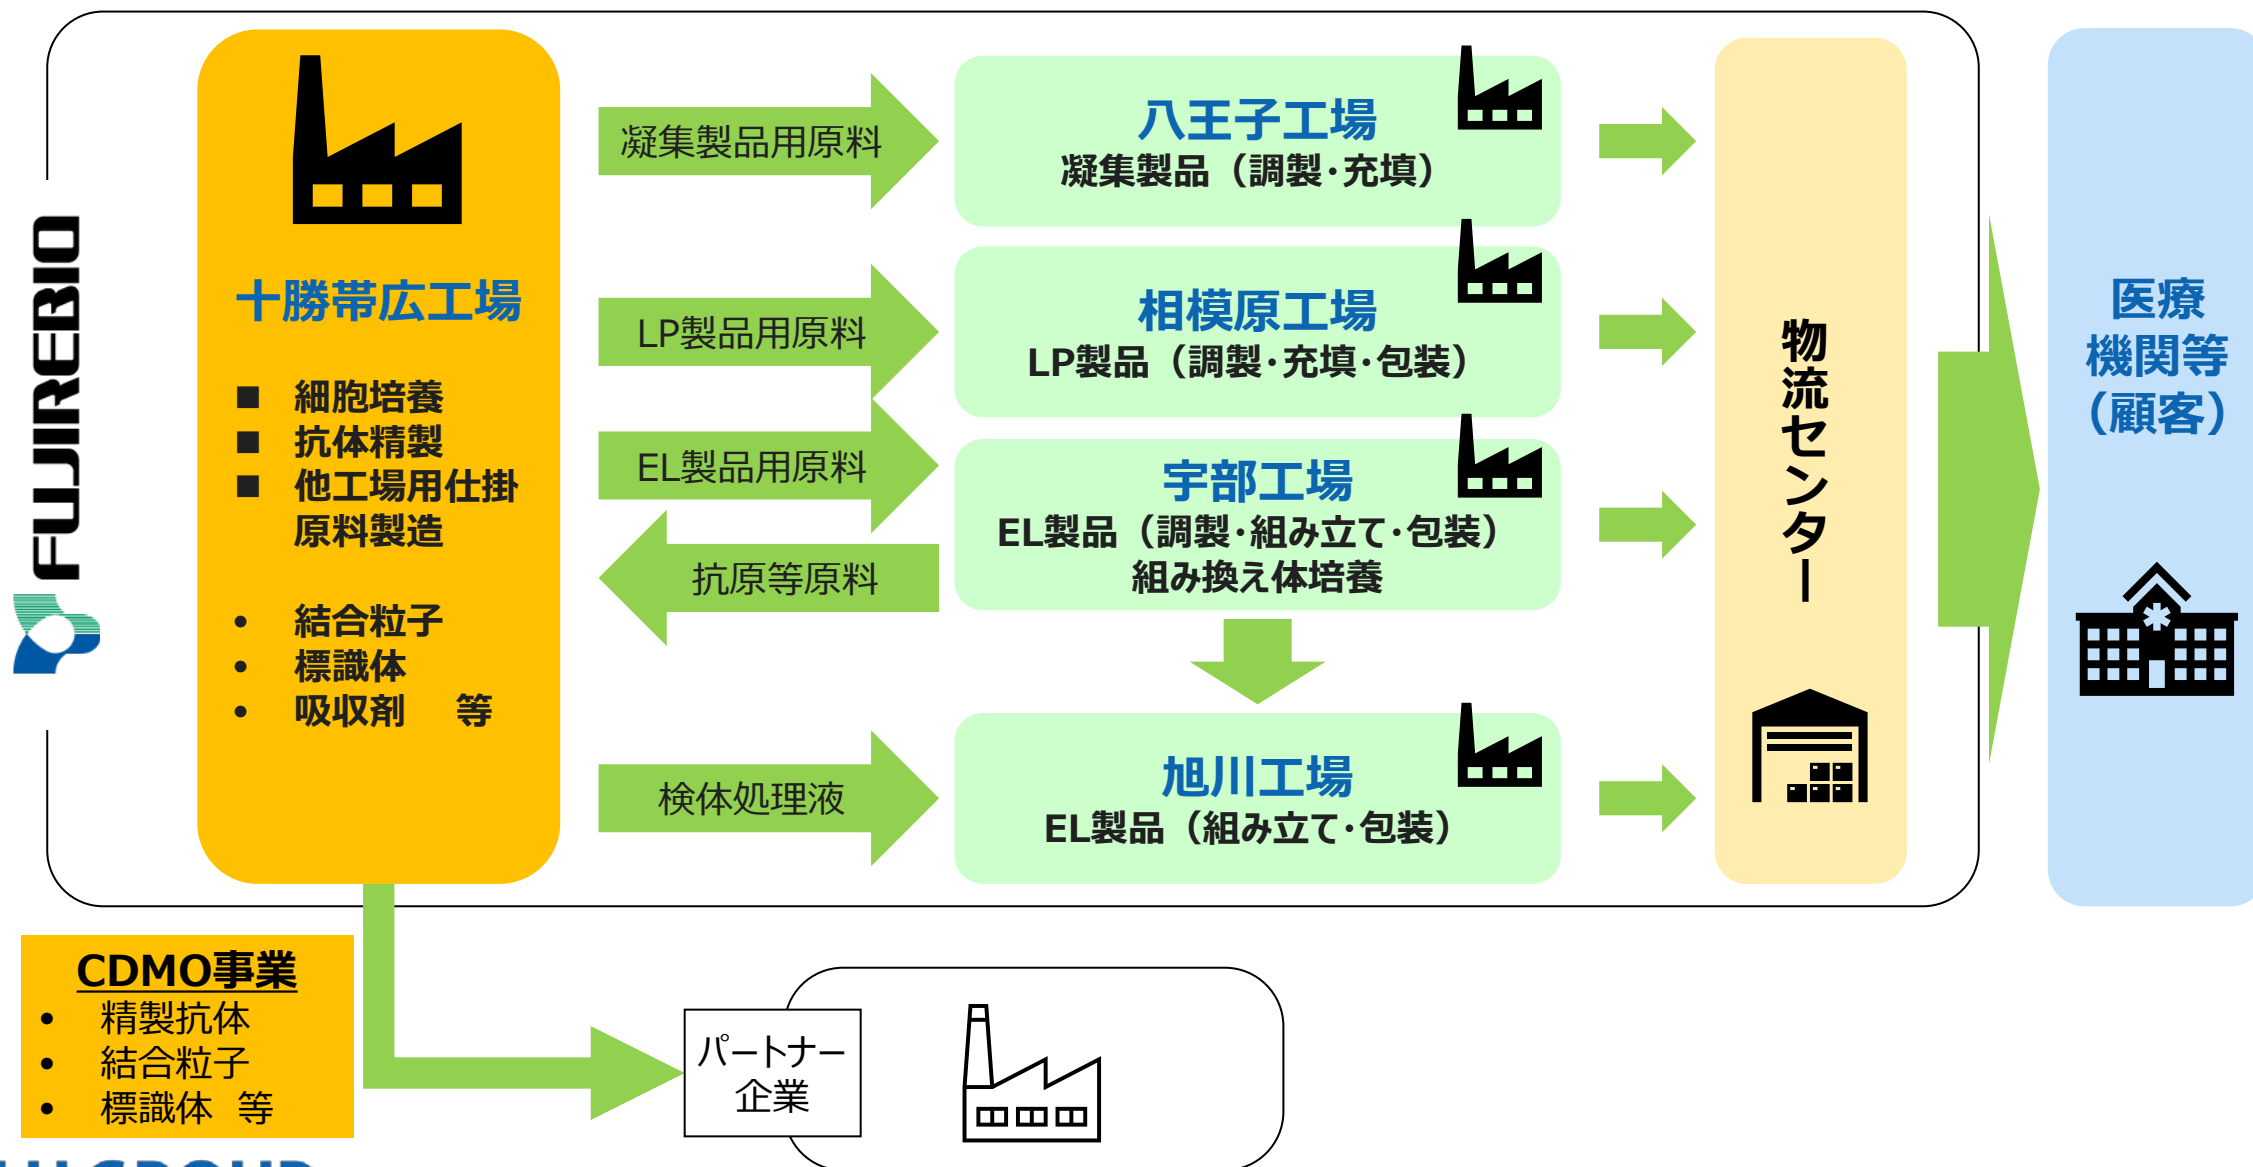 FUJIREBIO
十勝帯広工場
■ 細胞培養
■ 抗体精製
■ 他工場用仕掛
原料製造
• 結合粒子
• 標識体
• 吸収剤 等
凝集製品用原料
LP製品用原料
EL製品用原料
抗原等原料
検体処理液
八王子工場
凝集製品（調製・充填）
相模原工場
LP製品（調製・充填・包装）
宇部工場
EL製品（調製・組み立て・包装）
組み換え体培養
旭川工場
EL製品（組み立て・包装）
物流センター
医療
機関等
（顧客）
CDMO事業
• 精製抗体
• 結合粒子
• 標識体 等
パートナー
企業
GROUP